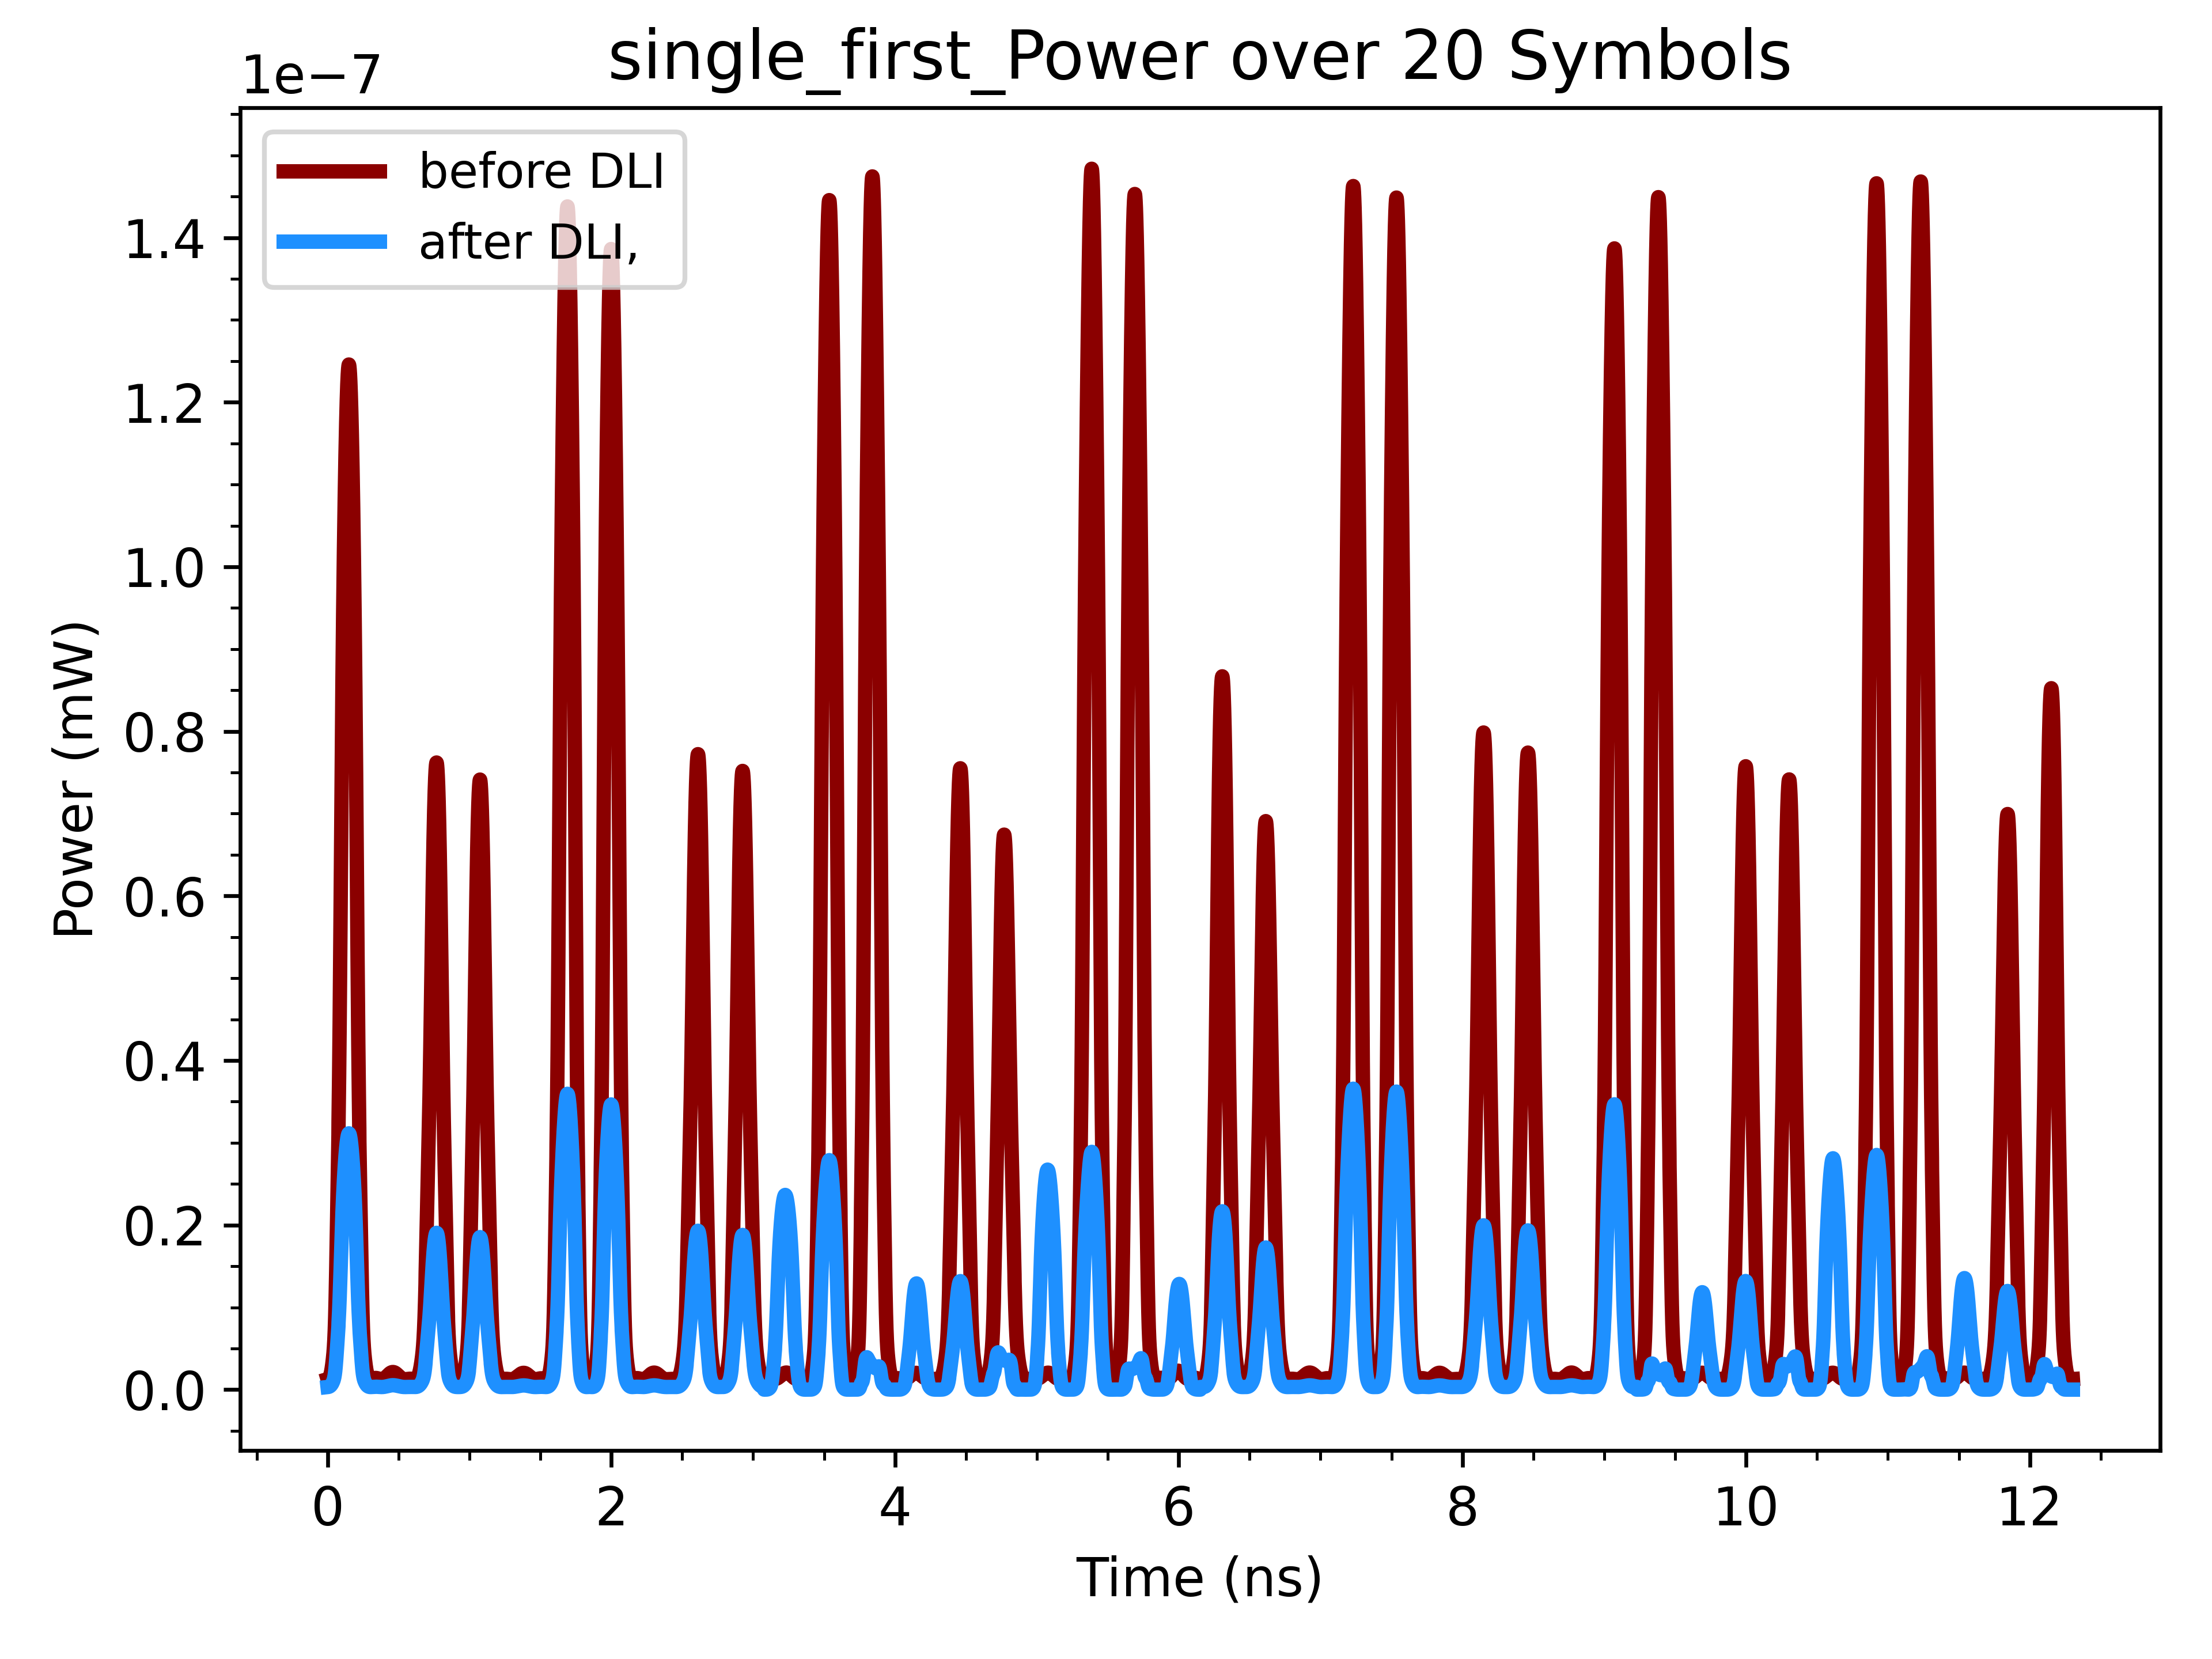 single_first_Power over 20 Symbols
1e−7
before DLI
after DLI,
1.4
1.2
1.0
0.8
0.6
0.4
0.2
0.0
Power (mW)
0 2 4 6 8 10 12
Time (ns)